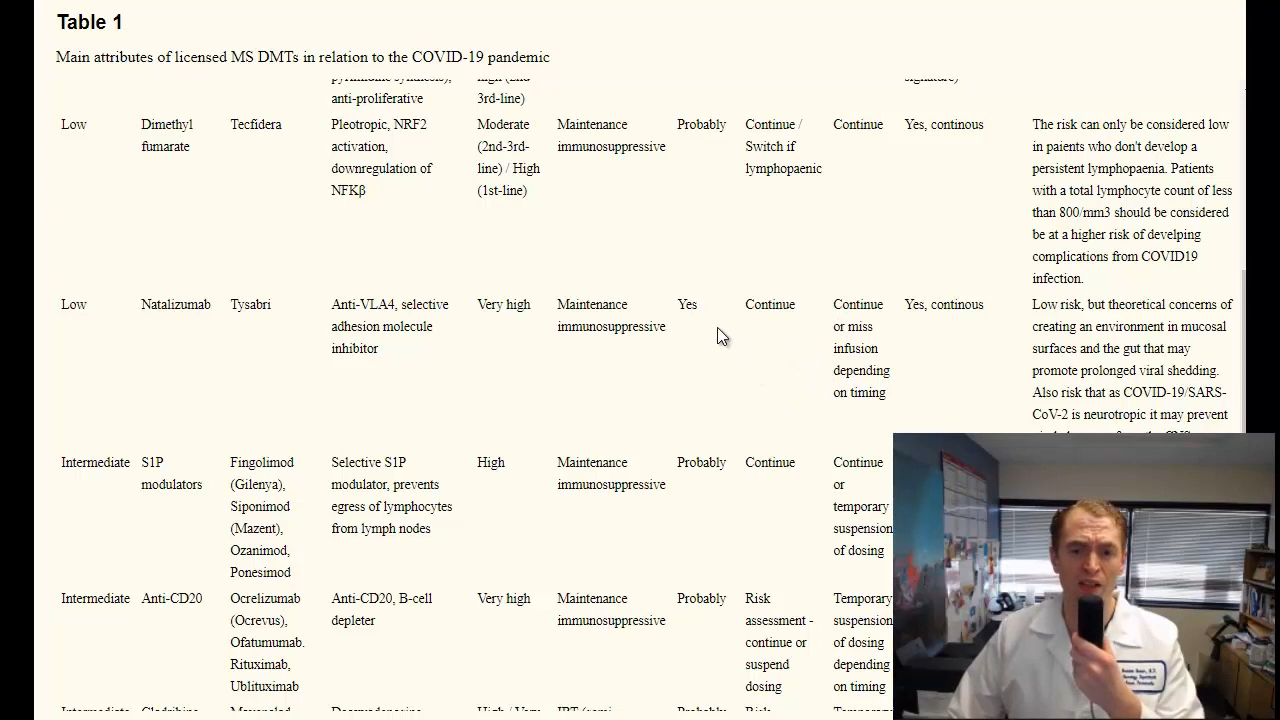 Table 1
Main attributes of licensed MS DMTs in relation to the COVID-19 pandemic
anti-proliferative
3rd-line)
Low
Dimethyl
fumarate
Tecfidera
Pleotropic, NRF2
activation,
downregulation of
NFKβ
Moderate
(2nd-3rd-
line) / High
(1st-line)
Maintenance
immunosuppressive
Probably
Continue /
Switch if
lymphopaenic
Continue
Yes, continous
The risk can only be considered low
in paients who don't develop a
persistent lymphopaenia. Patients
with a total lymphocyte count of less
than 800/mm3 should be considered
be at a higher risk of develping
complications from COVID19
infection.
Low
Natalizumab
Tysabri
Anti-VLA4, selective
adhesion molecule
inhibitor
Very high
Maintenance
immunosuppressive
Yes
Continue
Continue
or miss
infusion
depending
on timing
Yes, continous
Low risk, but theoretical concerns of
creating an environment in mucosal
surfaces and the gut that may
promote prolonged viral shedding.
Also risk that as COVID-19/SARS-
CoV-2 is neurotropic it may prevent
Intermediate
S1P
modulators
Fingolimod
(Gilenya),
Siponimod
(Mazent),
Ozanimod,
Ponesimod
Selective S1P
modulator, prevents
egress of lymphocytes
from lymph nodes
High
Maintenance
immunosuppressive
Probably
Continue
Continue
or
temporary
suspension
of dosing
Intermediate
Anti-CD20
Ocrelizumab
(Ocrevus),
Ofatumumab.
Rituximab,
Ublituximab
Anti-CD20, B-cell
depleter
Very high
Maintenance
immunosuppressive
Probably
Risk
assessment -
continue or
suspend
dosing
Temporary
suspension
of dosing
depending
on timing